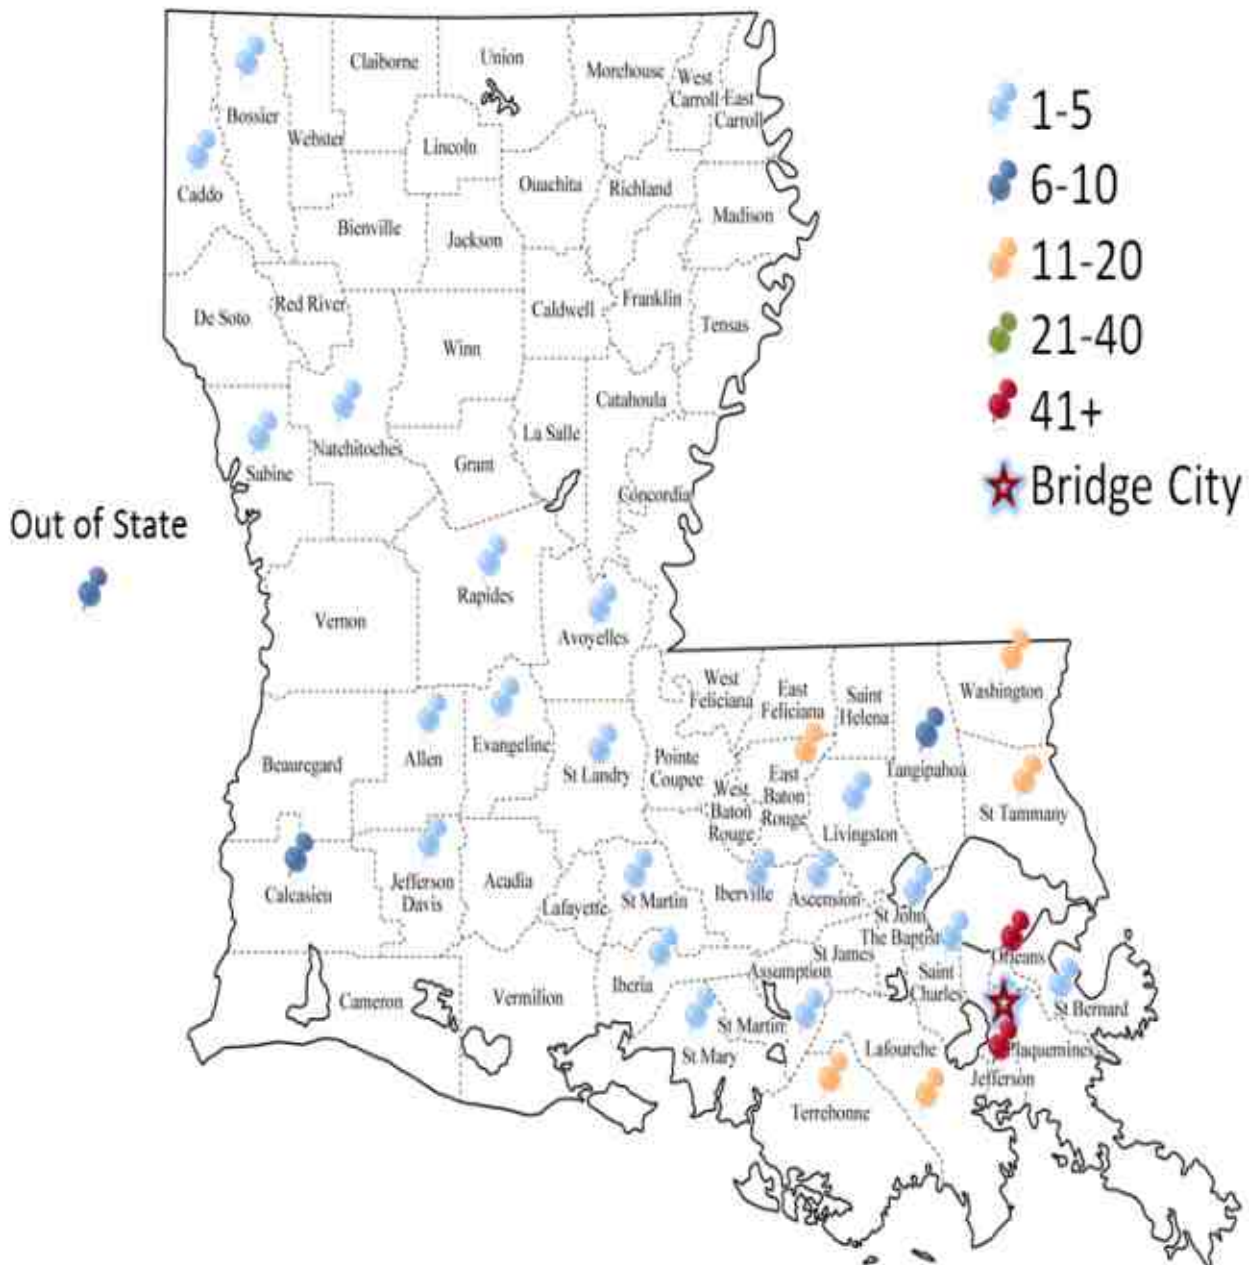 Claiborne
Union
Morehouse
West
Carroll
East
Carroll
Bossier
Webster
Lincoln
Caddo
Ouachita
Richland
Madison
Bienville
Jackson
De Soto
Red River
Caldwell
Franklin
Tensas
Winn
Catahoula
La Salle
Natchitoches
Grant
Sabine
Concordia
Rapides
Vernon
Avoyelles
West
Feliciana
East
Feliciana
Saint
Helena
Washington
Beauregard
Allen
Evangeline
St Landry
Pointe
Coupee
West
Baton
Rouge
East
Baton
Rouge
Tangipahoa
Livingston
St Tammany
Calcasieu
Jefferson
Davis
Acadia
Lafayette
St Martin
Iberville
Ascension
St John
The Baptist
Orleans
Cameron
Vermilion
Iberia
Assumption
St James
Saint
Charles
St Bernard
St Martin
St Mary
Lafourche
Plaquemines
Jefferson
Terrebonne
Out of State
1-5
6-10
11-20
21-40
41+
Bridge City